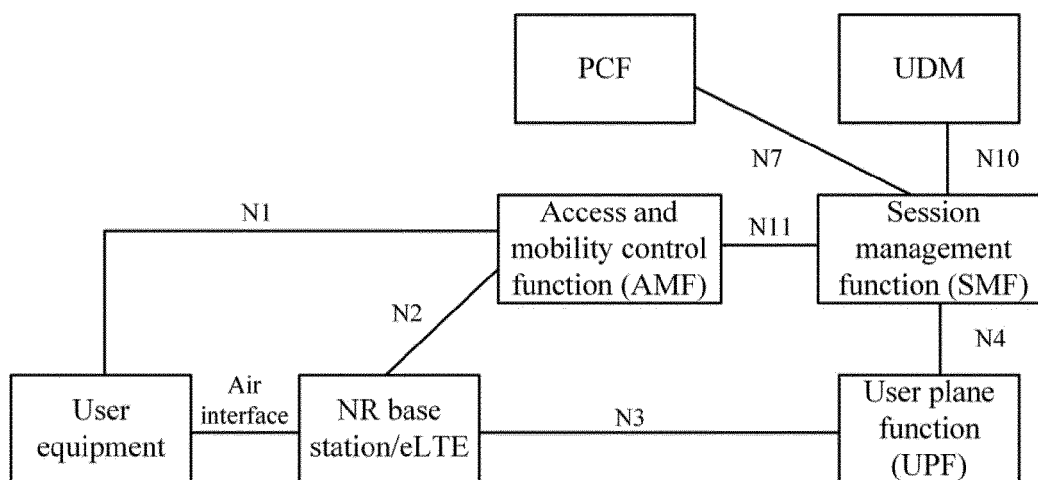 PCF
UDM
N7
N10
N1
Access and
mobility control
function (AMF)
N11
Session
management
function (SMF)
N2
N4
User
equipment
Air
interface
NR base
station/eLTE
N3
User plane
function
(UPF)